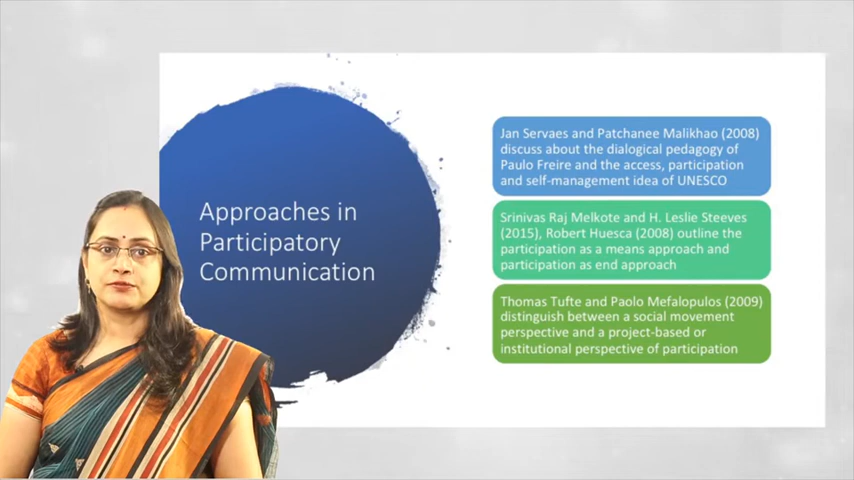 Approaches in
Participatory
Communication
Jan Servaes and Patchanee Malikhao (2008)
discuss about the dialogical pedagogy of
Paulo Freire and the access, participation
and self-management idea of UNESCO
Srinivas Raj Melkote and H. Leslie Steeves
(2015), Robert Huesca (2008) outline the
participation as a means approach and
participation as end approach
Thomas Tufte and Paolo Mefalopulos (2009)
distinguish between a social movement
perspective and a project-based or
institutional perspective of participation